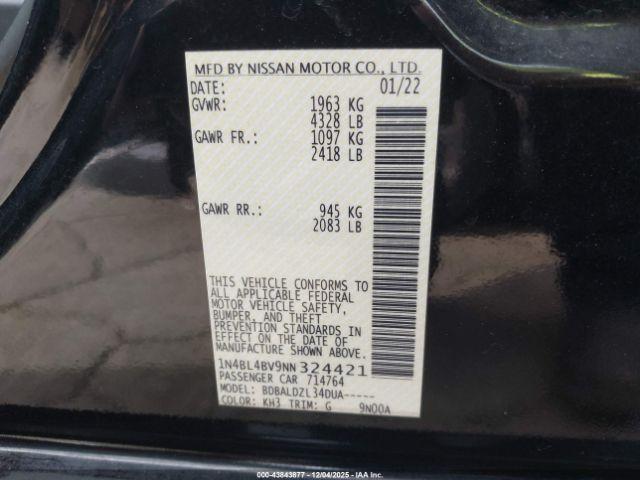 MFD BY NISSAN MOTOR CO., LTD.
DATE: 01/22
GVWR: 1963 KG
4328 LB
GAWR FR.: 1097 KG
2418 LB
GAWR RR.: 945 KG
2083 LB
THIS VEHICLE CONFORMS TO
ALL APPLICABLE FEDERAL
MOTOR VEHICLE SAFETY,
BUMPER, AND THEFT
PREVENTION STANDARDS IN
EFFECT ON THE DATE OF
MANUFACTURE SHOWN ABOVE.
1N4BL4BV9NN324421
PASSENGER CAR 714764
MODEL: BDBALDZL34DUA-----
COLOR: KH3 TRIM: G 9N00A
© IAA - 43843877 - 12/04/2025 - © IAA